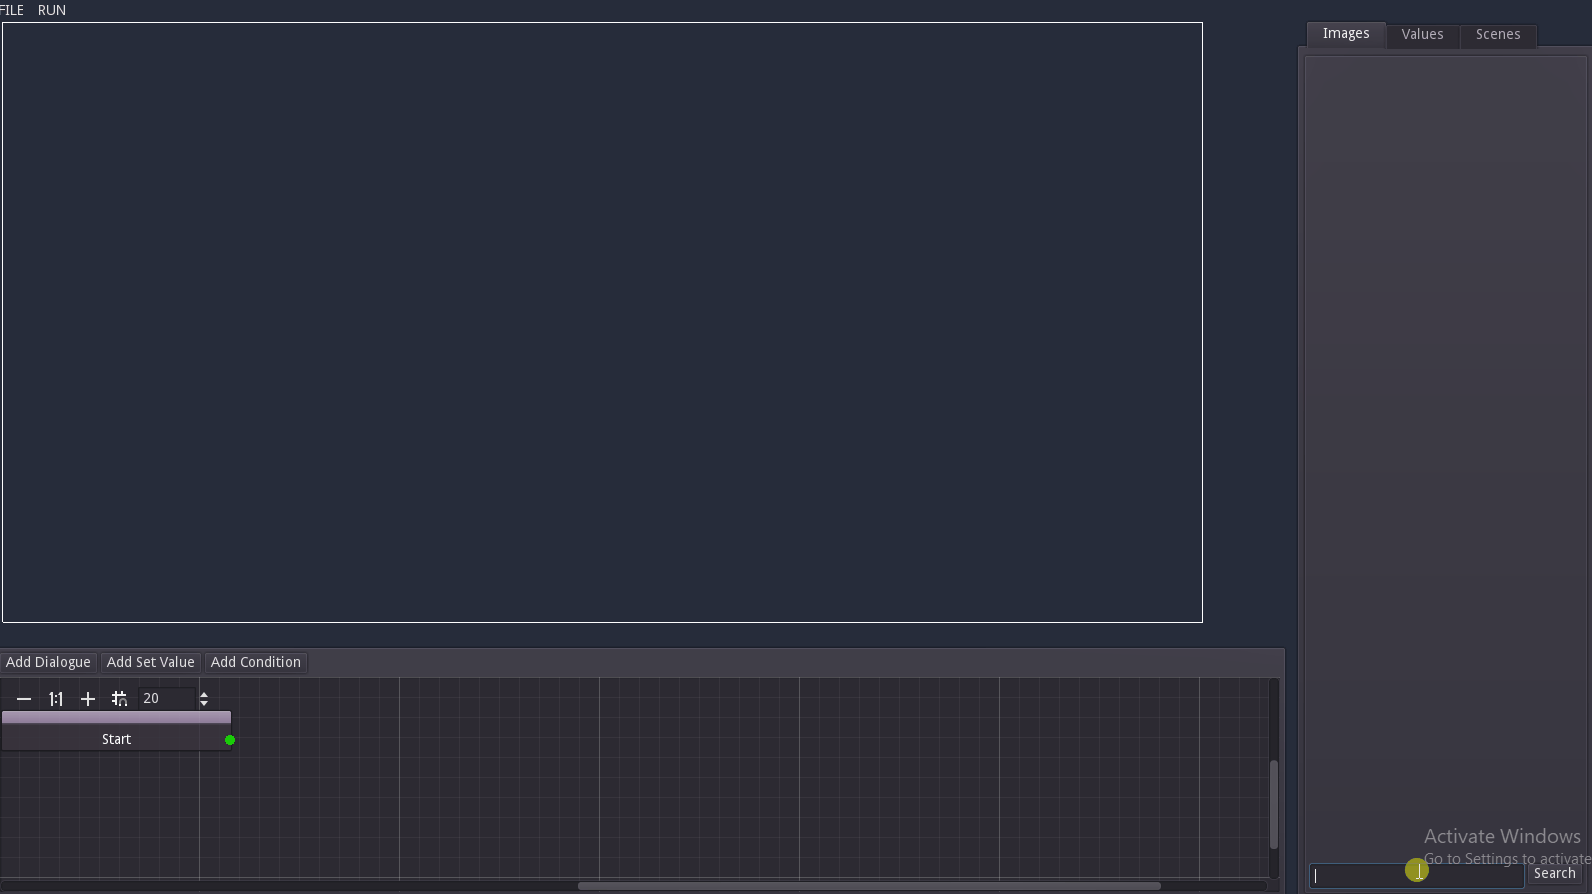 FILE RUN
Images Values Scenes
Add Dialogue Add Set Value Add Condition
1:1 20
Start
Activate Windows
Go to Settings to activate
Search